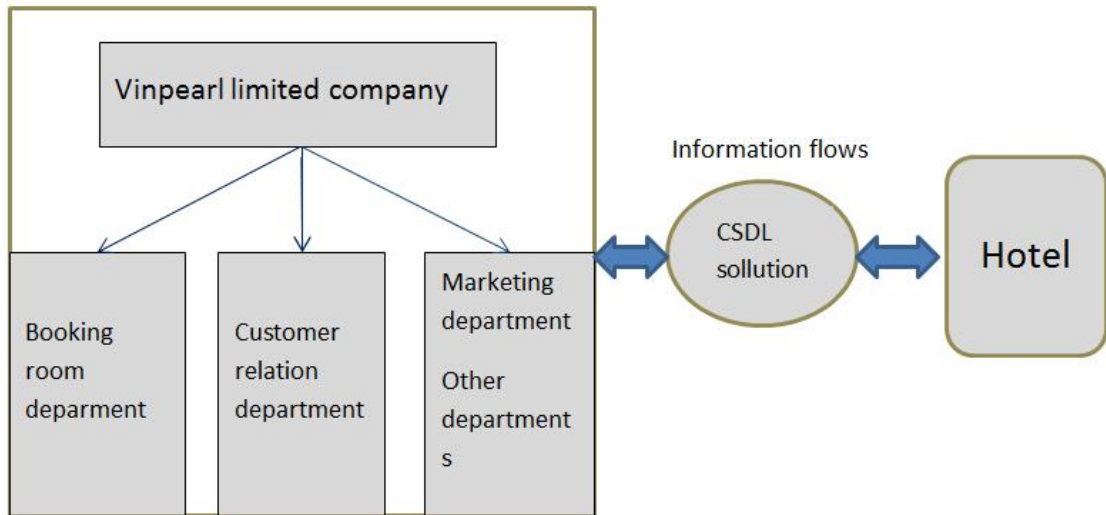 Vinpearl limited company
Information flows
CSDL
sollution
Hotel
Booking
room
deparment
Customer
relation
department
Marketing
department
Other
department
s